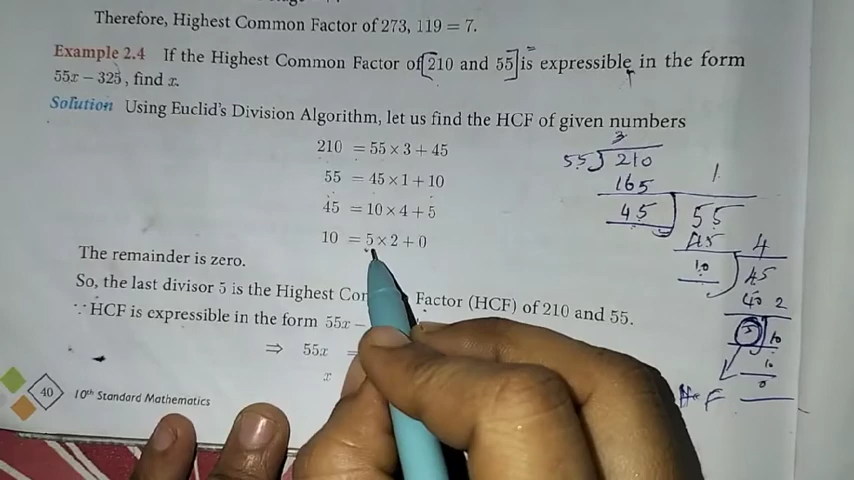 Therefore, Highest Common Factor of 273, 119 = 7.
Example 2.4 If the Highest Common Factor of 210 and 55 is expressible in the form
55x − 325, find x.
Solution Using Euclid's Division Algorithm, let us find the HCF of given numbers
210 = 55 × 3 + 45
55 = 45 × 1 + 10
45 = 10 × 4 + 5
10 = 5 × 2 + 0
The remainder is zero.
So, the last divisor 5 is the Highest Factor (HCF) of 210 and 55.
∵ HCF is expressible in the form 55x −
⇒ 55x =
x
40 10th Standard Mathematics
3
55 210
165 1
45 55
45 4
10 45
40 2
5 10
10
0